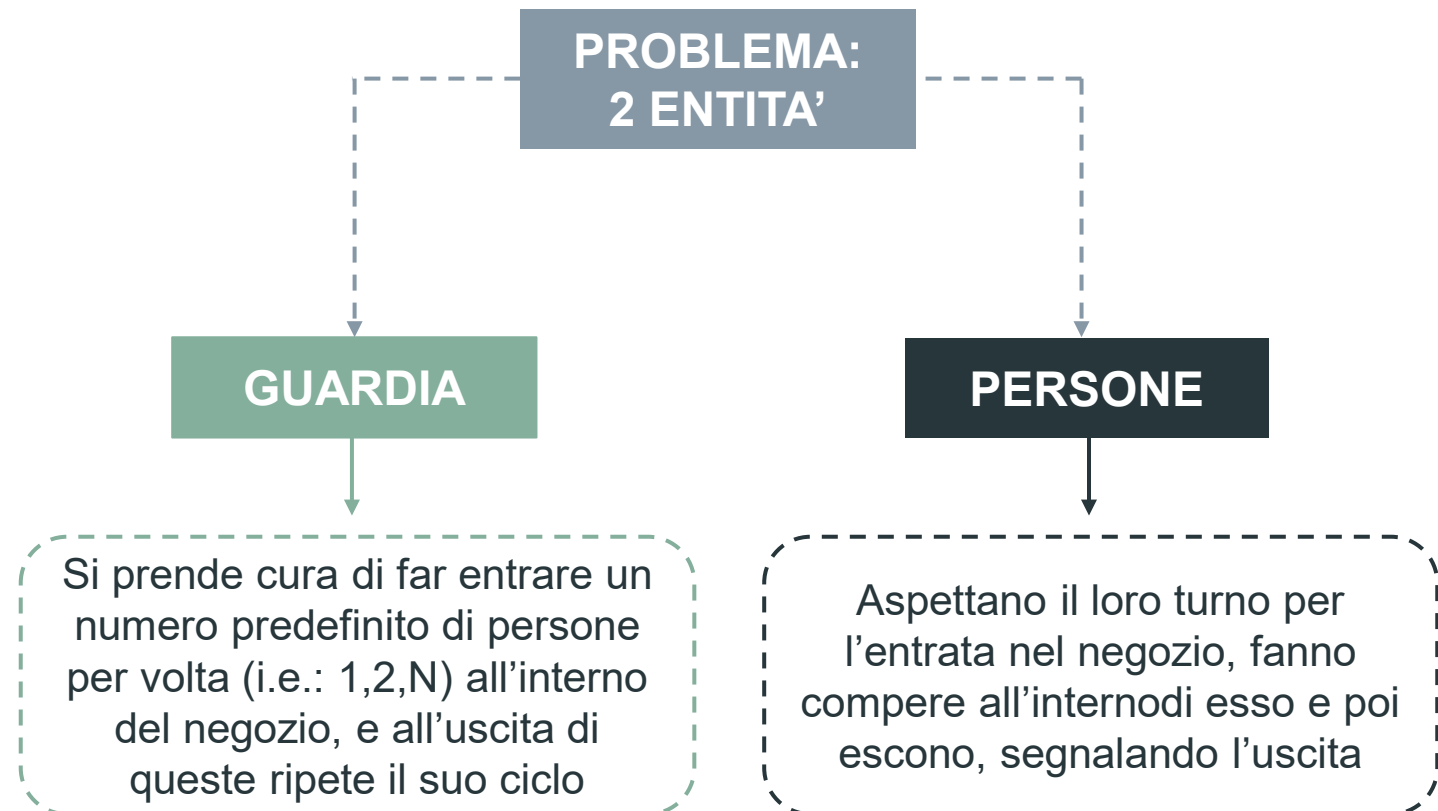 PROBLEMA:
2 ENTITA’
GUARDIA
PERSONE
Si prende cura di far entrare un
numero predefinito di persone
per volta (i.e.: 1,2,N) all’interno
del negozio, e all’uscita di
queste ripete il suo ciclo
Aspettano il loro turno per
l’entrata nel negozio, fanno
compere all’internodi esso e poi
escono, segnalando l’uscita